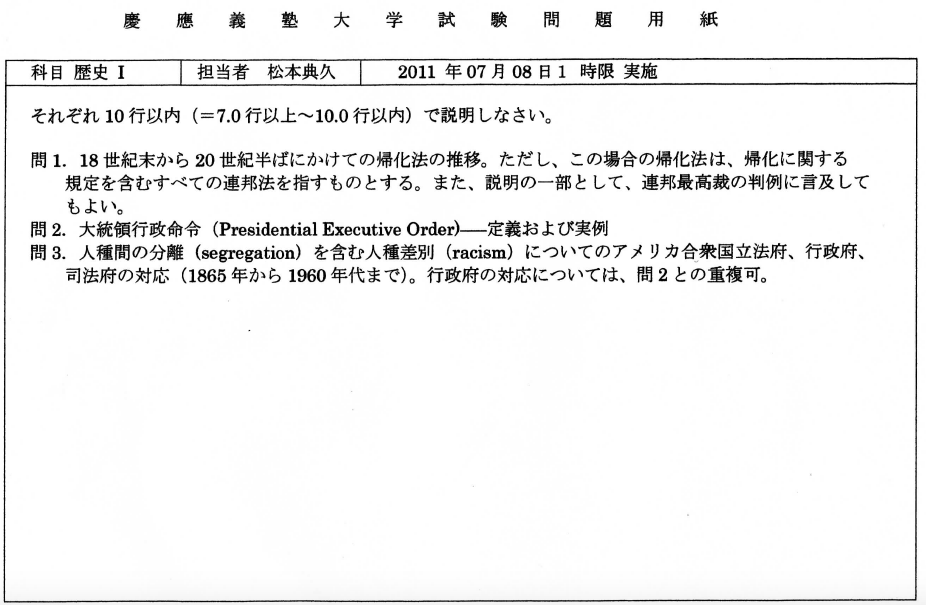 慶應義塾大学試験問題用紙
科目 歴史 I 担当者 松本典久 2011 年 07 月 08 日 1 時限 実施
それぞれ 10 行以内（＝7.0 行以上～10.0 行以内）で説明しなさい。
問 1．18 世紀末から 20 世紀半ばにかけての帰化法の推移。ただし、この場合の帰化法は、帰化に関する
規定を含むすべての連邦法を指すものとする。また、説明の一部として、連邦最高裁の判例に言及して
もよい。
問 2．大統領行政命令（Presidential Executive Order)──定義および実例
問 3．人種間の分離（segregation）を含む人種差別（racism）についてのアメリカ合衆国立法府、行政府、
司法府の対応（1865 年から 1960 年代まで)。行政府の対応については、問 2 との重複可。